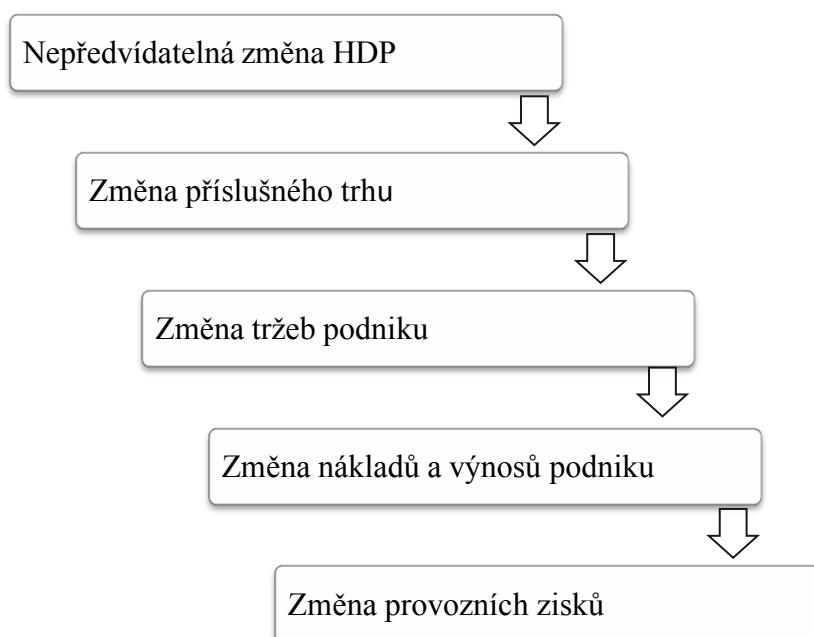 Nepředvídatelná změna HDP
Změna příslušného trhu
Změna tržeb podniku
Změna nákladů a výnosů podniku
Změna provozních zisků